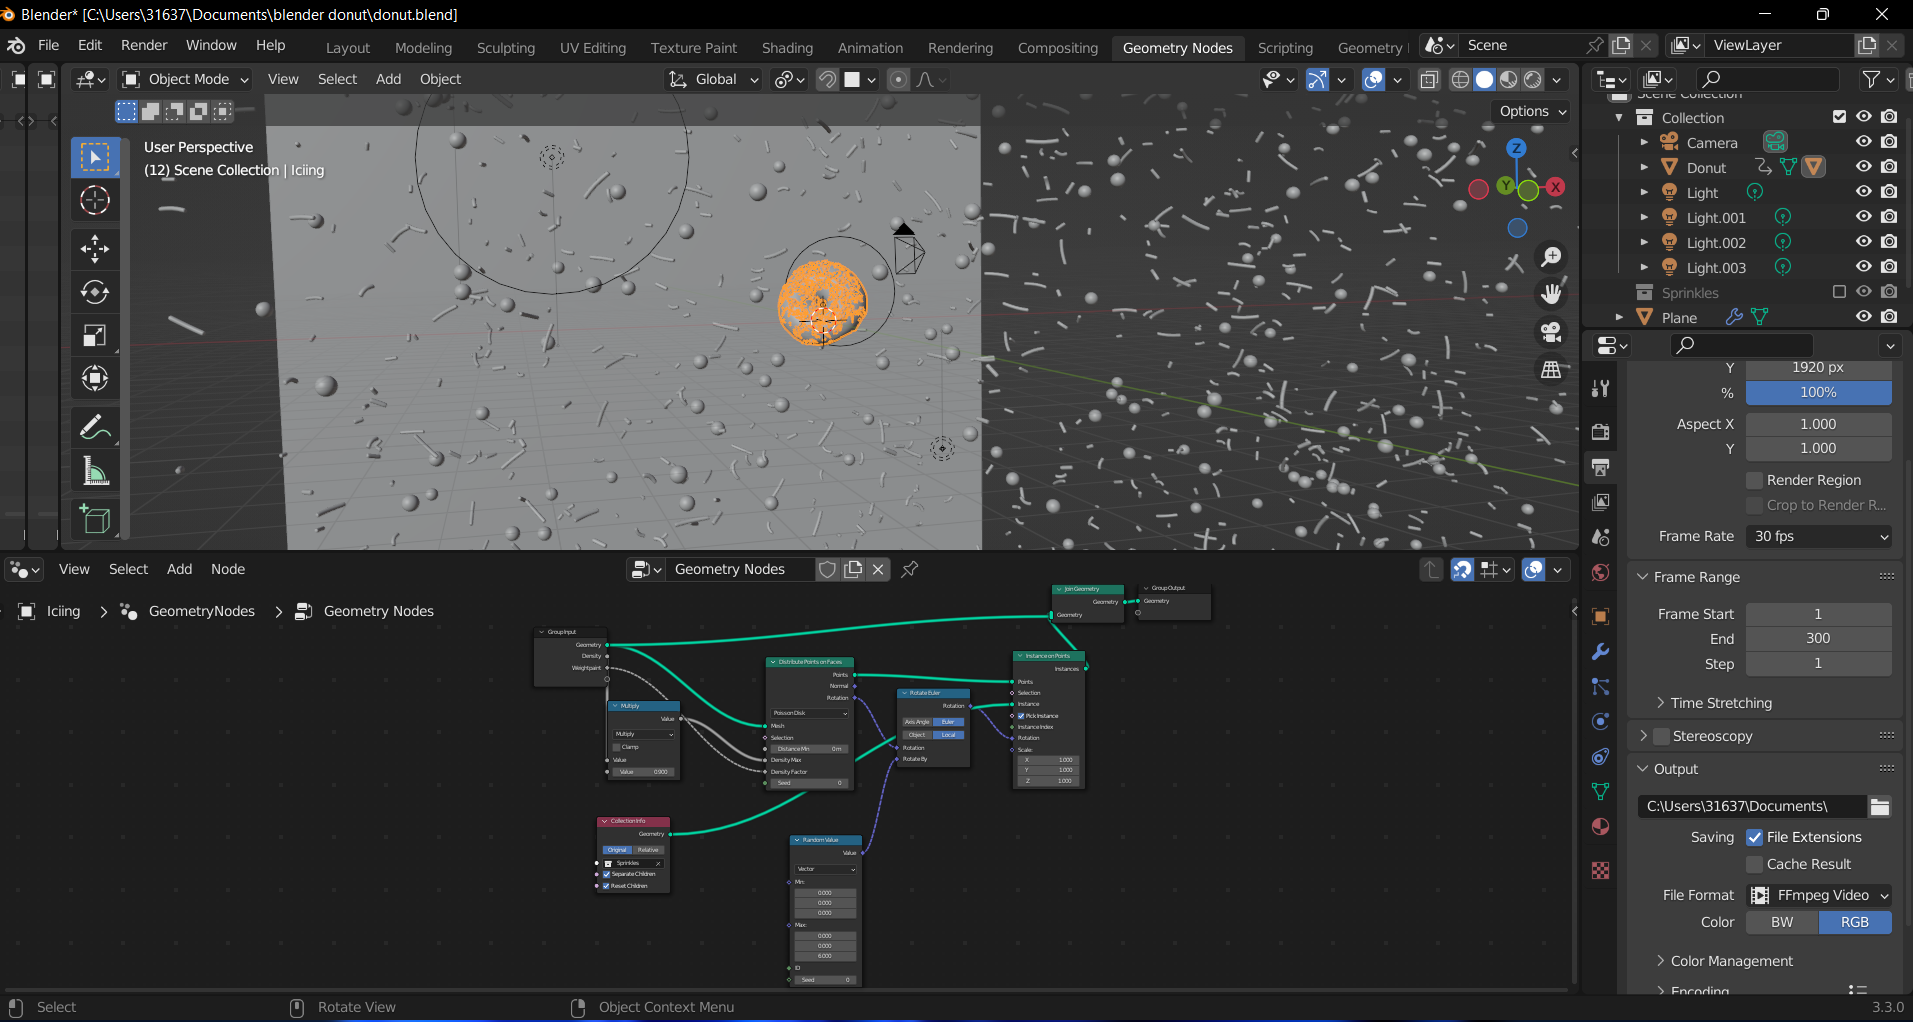 Blender* [C:\Users\31637\Documents\blender donut\donut.blend]
File Edit Render Window Help Layout Modeling Sculpting UV Editing Texture Paint Shading Animation Rendering Compositing Geometry Nodes Scripting Geometry Scene ViewLayer
Object Mode View Select Add Object Global
Options
User Perspective
(12) Scene Collection | Iciing
Z
Y X
Scene Collection
Collection
Camera
Donut
Light
Light.001
Light.002
Light.003
Sprinkles
Plane
Y 1920 px
% 100%
Aspect X 1.000
Y 1.000
Render Region
Crop to Render R...
Frame Rate 30 fps
Frame Range
Frame Start 1
End 300
Step 1
Time Stretching
Stereoscopy
Output
C:\Users\31637\Documents\
Saving File Extensions
Cache Result
File Format FFmpeg Video
Color BW RGB
Color Management
Encoding
View Select Add Node Geometry Nodes
Iciing > GeometryNodes > Geometry Nodes
Group Input
Geometry
Density
Weightpaint
Multiply
Value
Multiply
Clamp
Value
Value 0.900
Collection Info
Geometry
Original Relative
Sprinkles
Separate Children
Reset Children
Distribute Points on Faces
Points
Normal
Rotation
Poisson Disk
Mesh
Selection
Distance Min 0 m
Density Max
Density Factor
Seed 0
Random Value
Value
Vector
Min:
0.000
0.000
0.000
Max:
0.000
0.000
6.000
ID
Seed 0
Rotate Euler
Rotation
Axis Angle Euler
Object Local
Rotation
Rotate By
Instance on Points
Instances
Points
Selection
Instance
Pick Instance
Instance Index
Rotation
Scale:
X 1.000
Y 1.000
Z 1.000
Join Geometry
Geometry
Geometry
Group Output
Geometry
Select Rotate View Object Context Menu 3.3.0